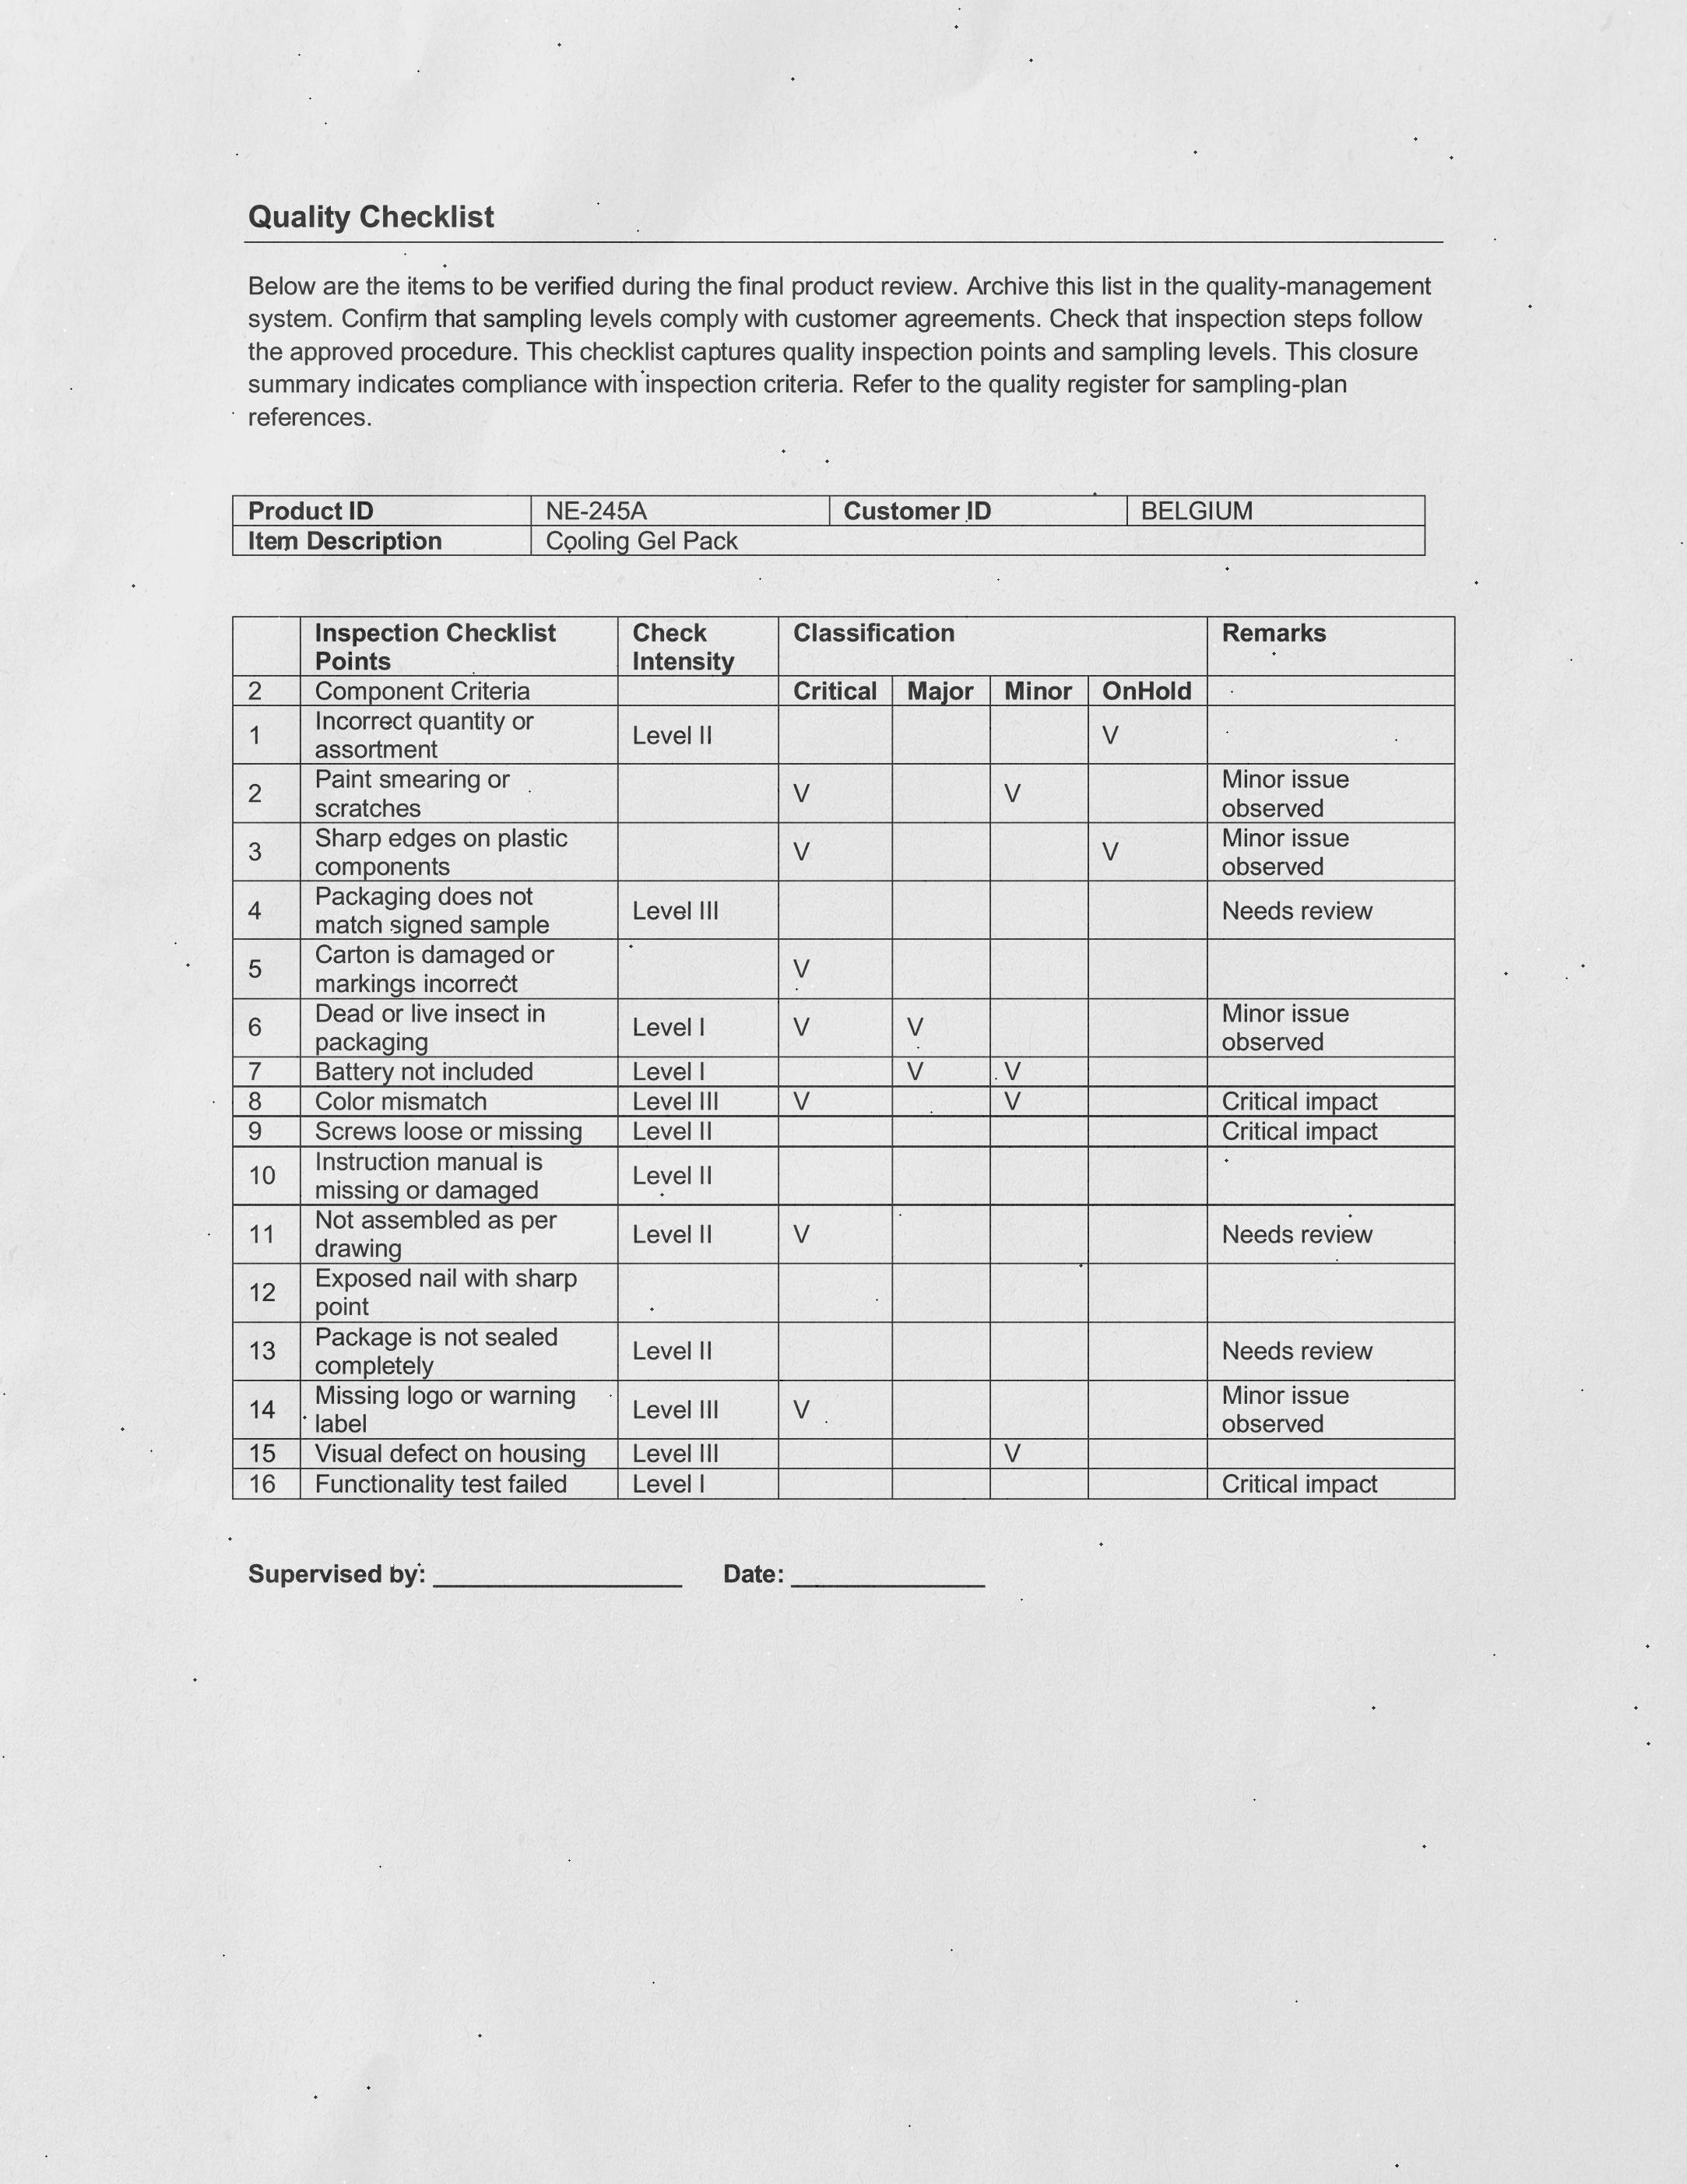 Quality Checklist
Below are the items to be verified during the final product review. Archive this list in the quality-management
system. Confirm that sampling levels comply with customer agreements. Check that inspection steps follow
the approved procedure. This checklist captures quality inspection points and sampling levels. This closure
summary indicates compliance with inspection criteria. Refer to the quality register for sampling-plan
references.
Product ID NE-245A Customer ID BELGIUM
Item Description Cooling Gel Pack
Inspection Checklist Check Classification Remarks
Points Intensity
2 Component Criteria Critical Major Minor OnHold
Incorrect quantity or
1 Level II V
assortment
Paint smearing or Minor issue
2 V V
scratches observed
Sharp edges on plastic Minor issue
3 V V
components observed
Packaging does not
4 Level III Needs review
match signed sample
Carton is damaged or
5 V
markings incorrect
Dead or live insect in Minor issue
6 Level I V V
packaging observed
7 Battery not included Level I V V
8 Color mismatch Level III V V Critical impact
9 Screws loose or missing Level II Critical impact
Instruction manual is
10 Level II
missing or damaged
Not assembled as per
11 Level II V Needs review
drawing
Exposed nail with sharp
12
point
Package is not sealed
13 Level II Needs review
completely
Missing logo or warning Minor issue
14 Level III V
label observed
15 Visual defect on housing Level III V
16 Functionality test failed Level I Critical impact
Supervised by: __________________ Date: ______________